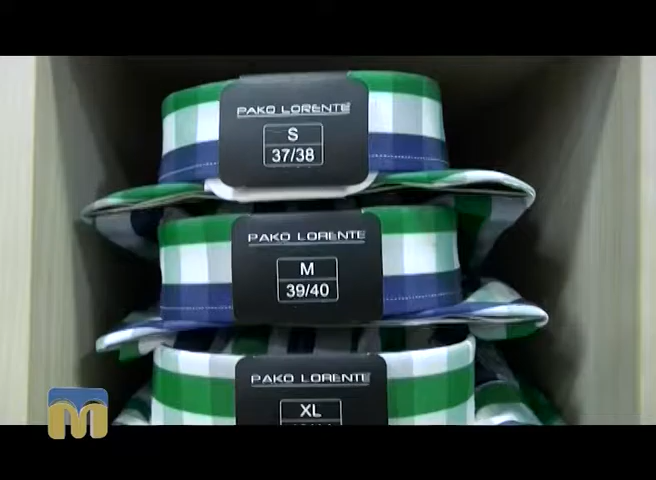 PAKO LORENTE
S
37/38
PAKO LORENTE
M
39/40
PAKO LORENTE
XL
M